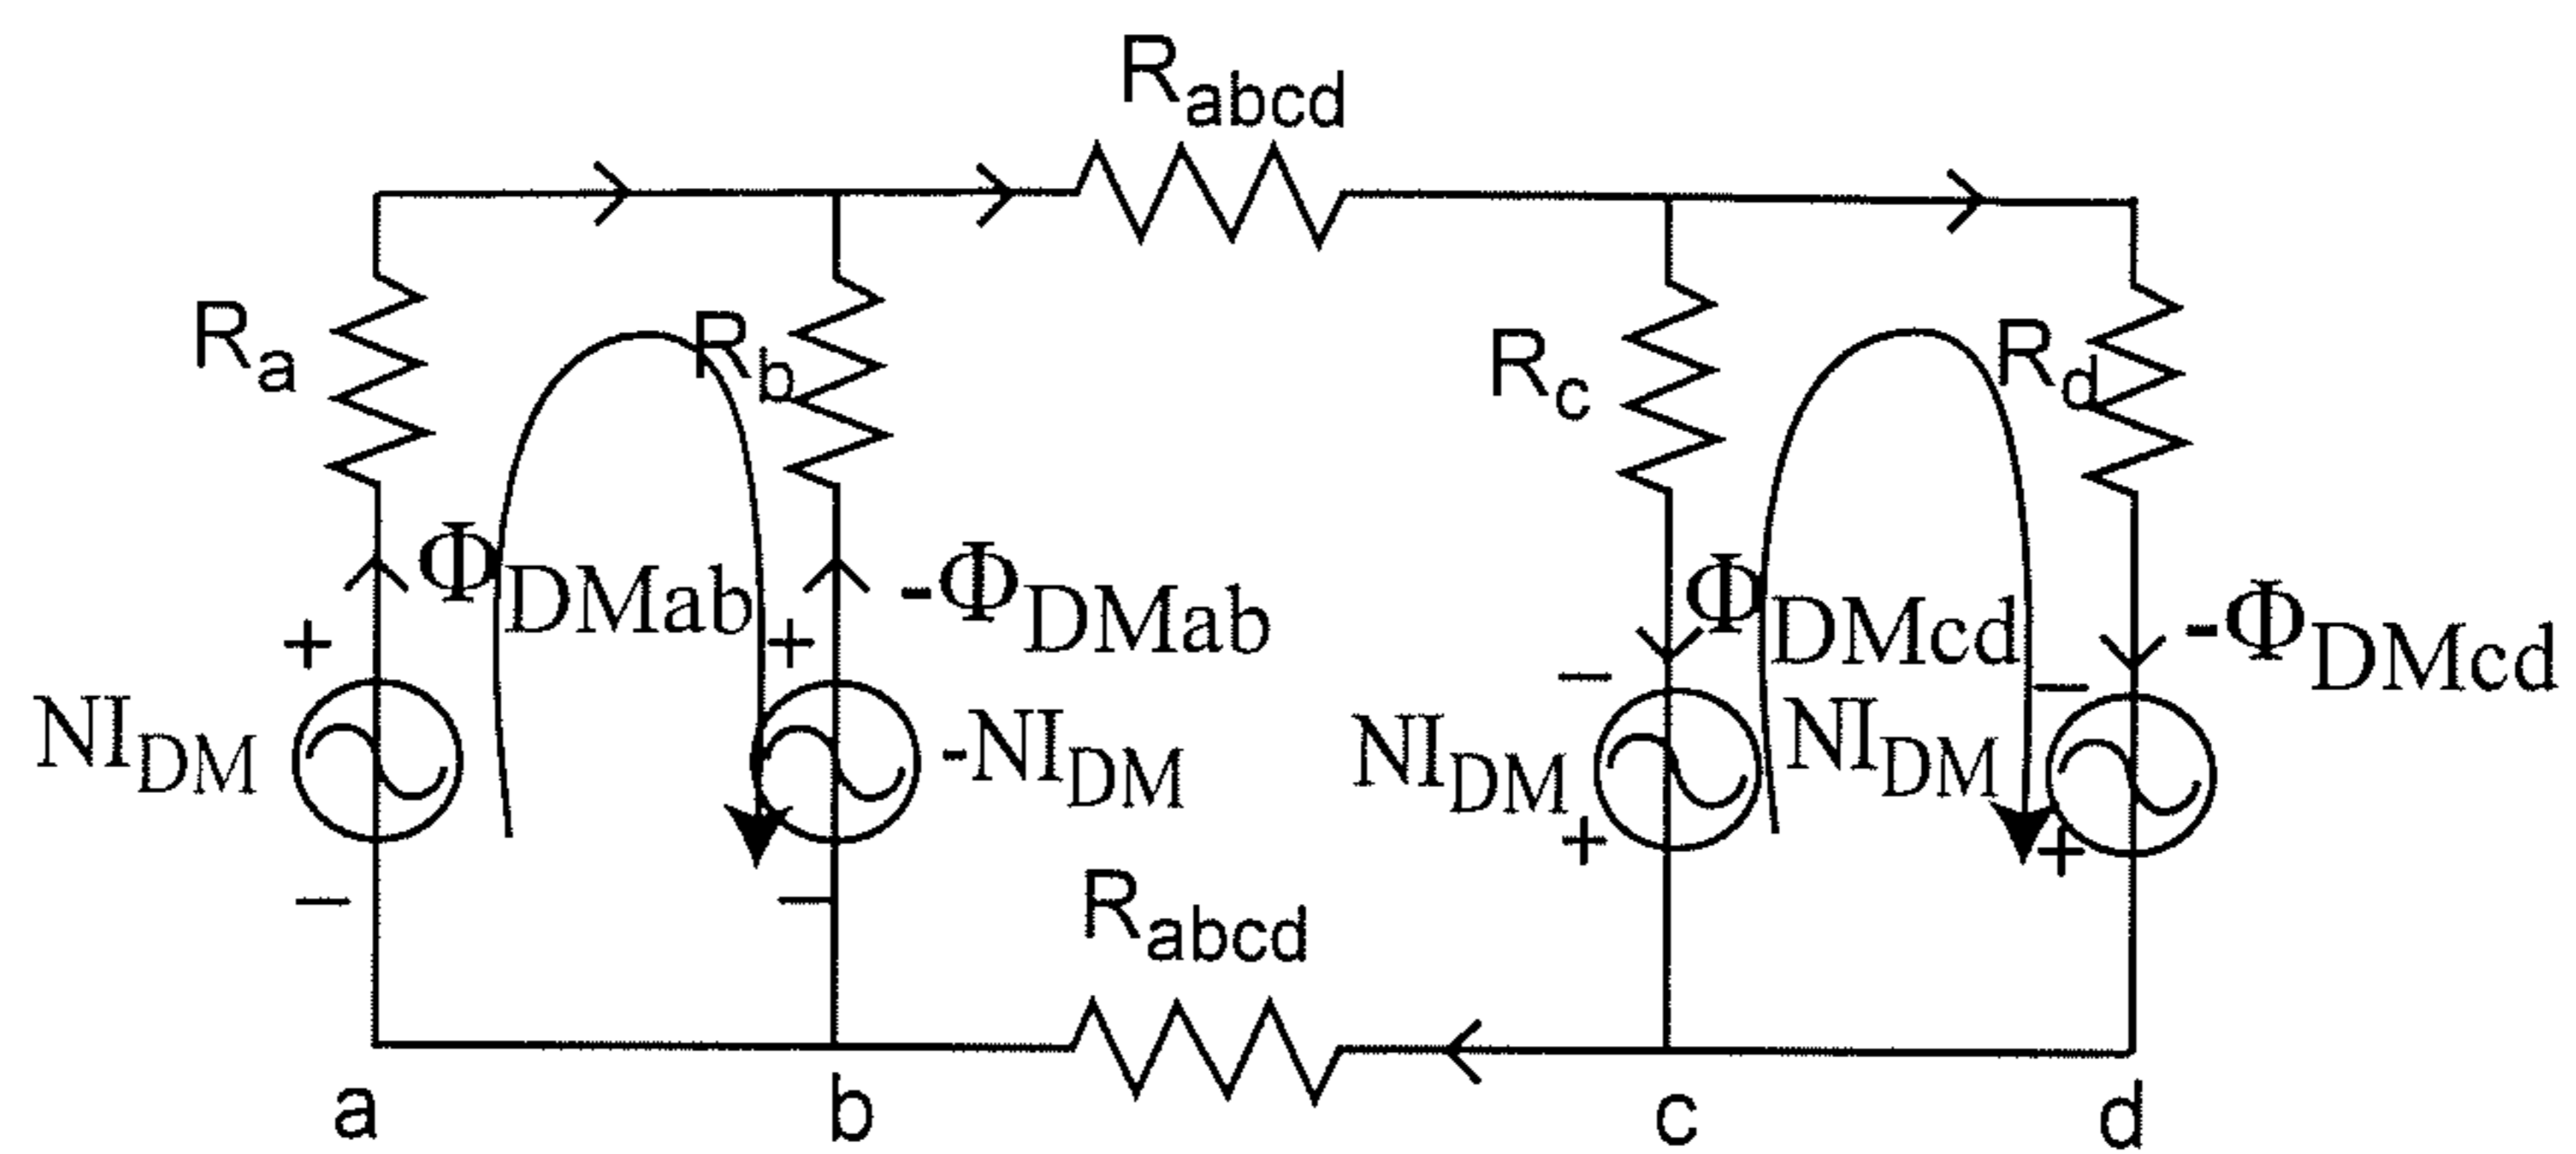 Rabcd
Ra
Rb
Rc
Rd
ΦDMab
-ΦDMab
ΦDMcd
-ΦDMcd
+
+
−
−
NIDM
-NIDM
NIDM
NIDM
−
−
+
+
Rabcd
a
b
c
d